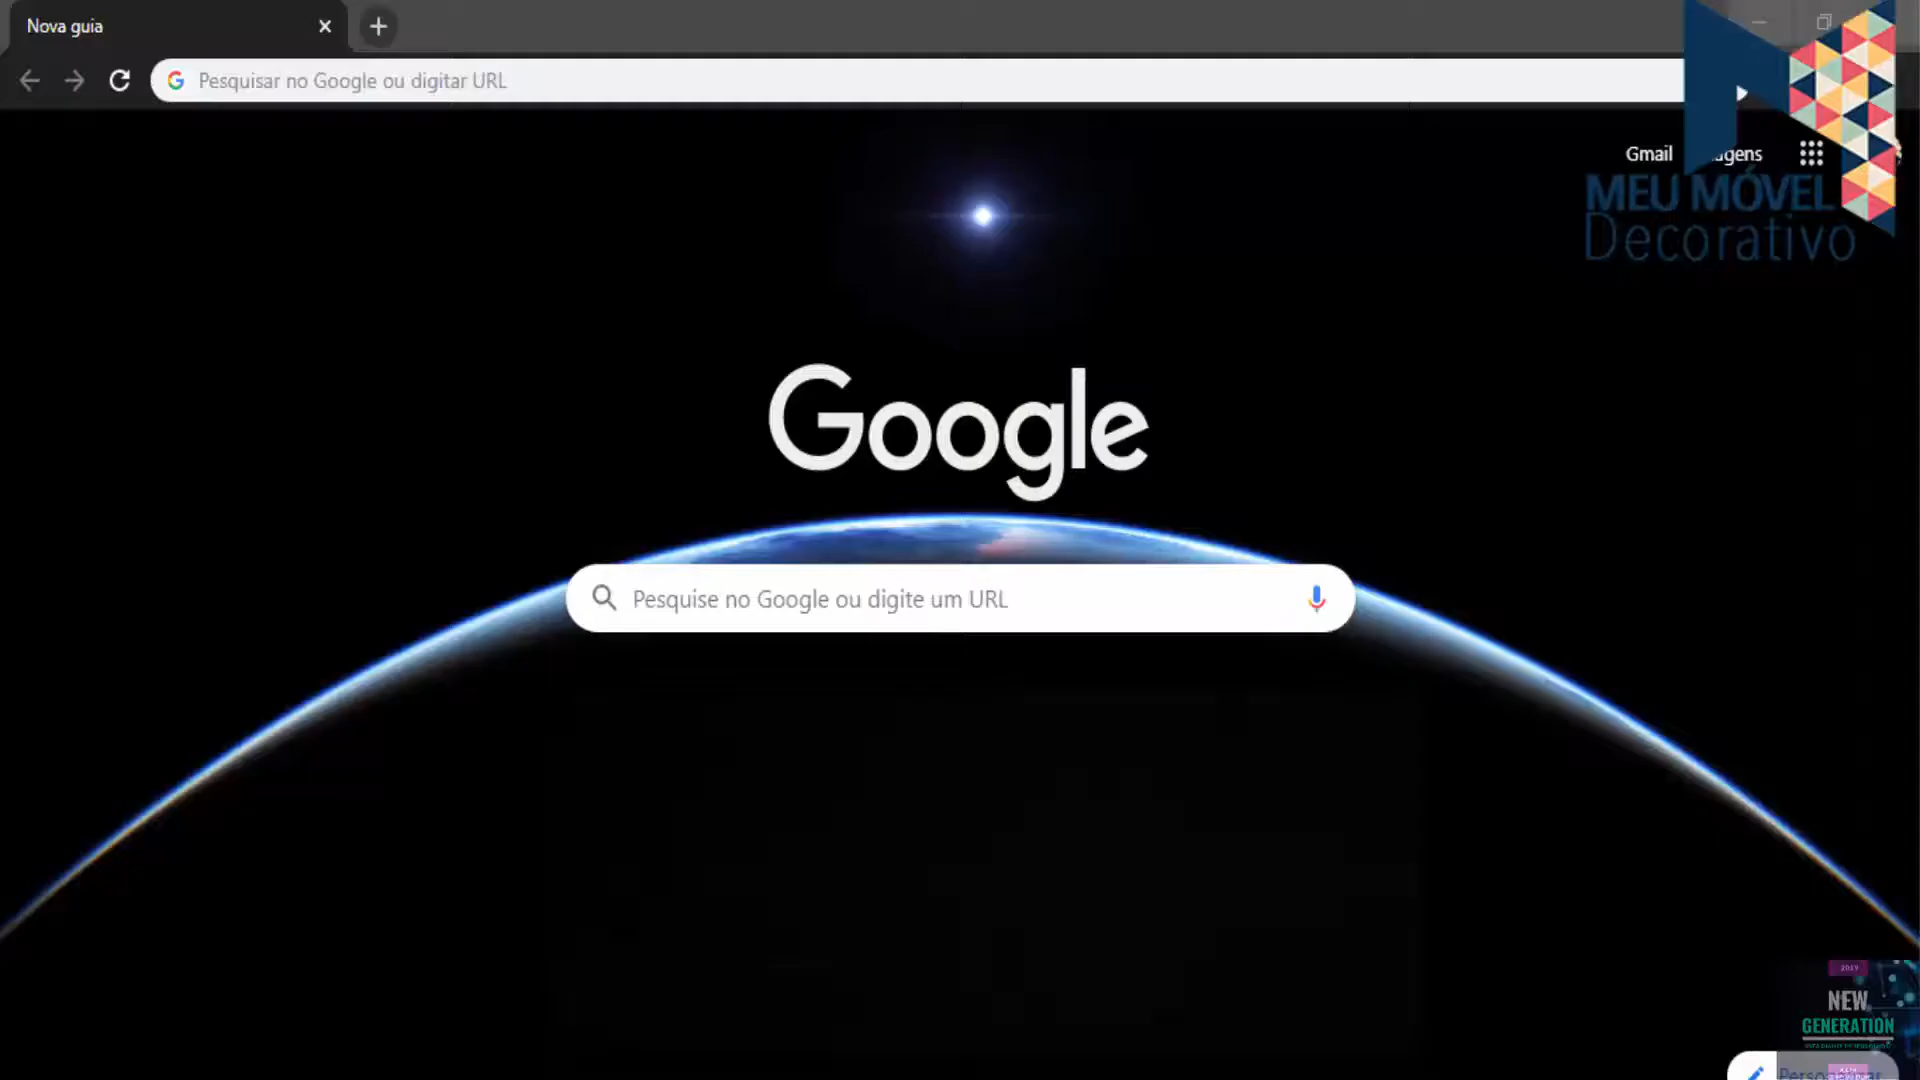 Nova guia
Pesquisar no Google ou digitar URL
Gmail
MEU MÓVEL
Decorativo
Google
Pesquise no Google ou digite um URL
2019
NEW
GENERATION